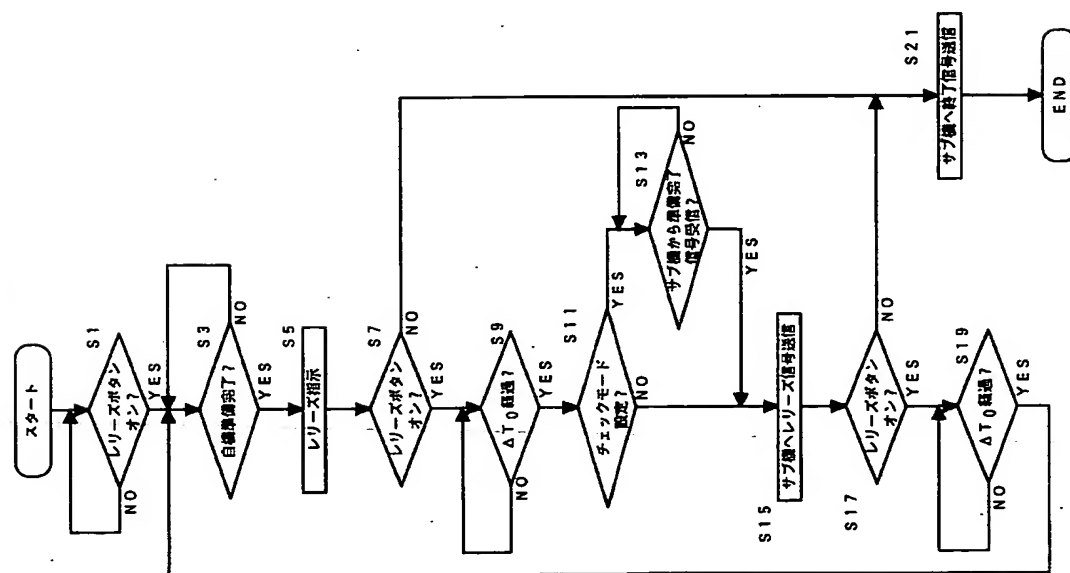 スタート
S1
レリーズボタン
オン?
NO
YES
S3
自機準備完了?
NO
YES
S5
レリーズ指示
S7
レリーズボタン
オン?
NO
YES
S9
ΔT0経過?
NO
YES
S11
チェックモード
設定?
YES
NO
S13
サブ機から準備完了
信号受信?
NO
YES
S15
サブ機へレリーズ信号送信
S17
レリーズボタン
オン?
NO
YES
S19
ΔT0経過?
NO
YES
S21
サブ機へ終了信号送信
END